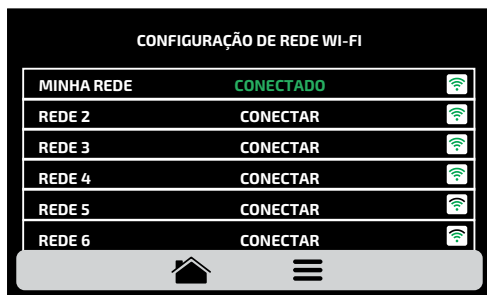 CONFIGURAÇÃO DE REDE WI-FI
MINHA REDE CONECTADO
REDE 2 CONECTAR
REDE 3 CONECTAR
REDE 4 CONECTAR
REDE 5 CONECTAR
REDE 6 CONECTAR